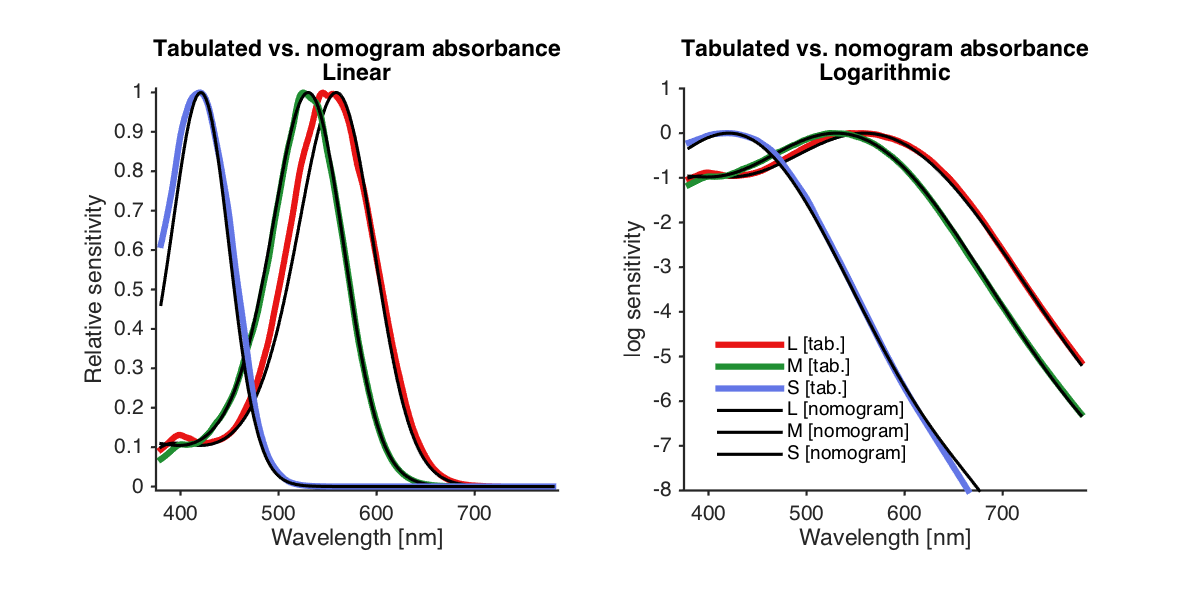 Tabulated vs. nomogram absorbance
Linear
Relative sensitivity
1
0.9
0.8
0.7
0.6
0.5
0.4
0.3
0.2
0.1
0
400 500 600 700
Wavelength [nm]
Tabulated vs. nomogram absorbance
Logarithmic
log sensitivity
1
0
-1
-2
-3
-4
-5
-6
-7
-8
L [tab.]
M [tab.]
S [tab.]
L [nomogram]
M [nomogram]
S [nomogram]
400 500 600 700
Wavelength [nm]